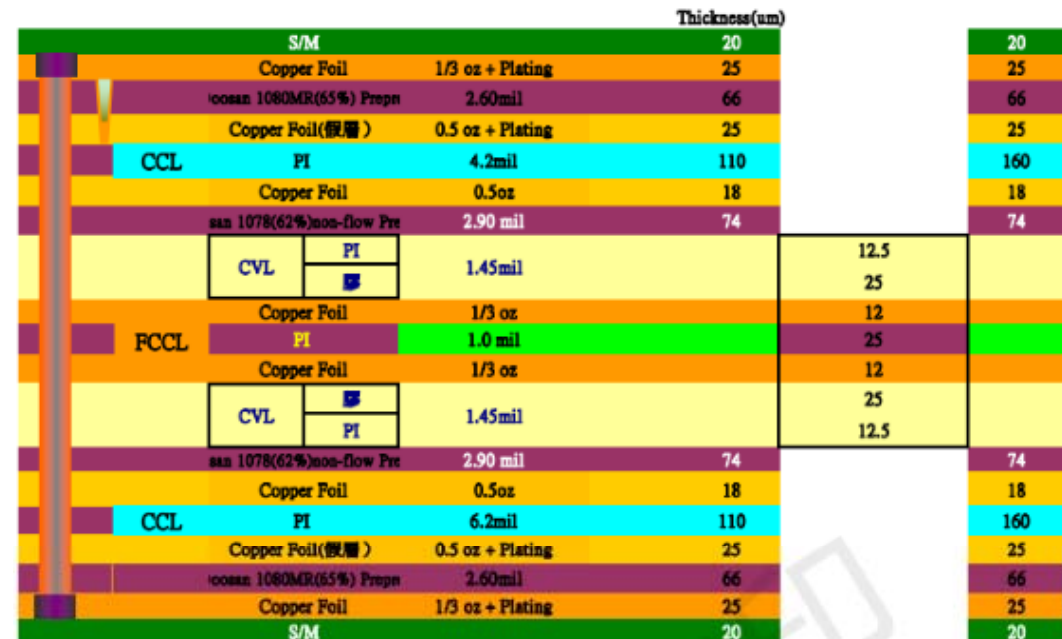 Thickness(um)
S/M 20 20
Copper Foil 1/3 oz + Plating 25 25
oosan 1080MR(65%) Prepre 2.60mil 66 66
Copper Foil(假層) 0.5 oz + Plating 25 25
CCL PI 4.2mil 110 160
Copper Foil 0.5oz 18 18
san 1078(62%)non-flow Pre 2.90 mil 74 74
CVL PI 1.45mil 12.5
膠 25
Copper Foil 1/3 oz 12
FCCL PI 1.0 mil 25
Copper Foil 1/3 oz 12
CVL 膠 1.45mil 25
PI 12.5
san 1078(62%)non-flow Pre 2.90 mil 74 74
Copper Foil 0.5oz 18 18
CCL PI 6.2mil 110 160
Copper Foil(假層) 0.5 oz + Plating 25 25
oosan 1080MR(65%) Prepre 2.60mil 66 66
Copper Foil 1/3 oz + Plating 25 25
S/M 20 20